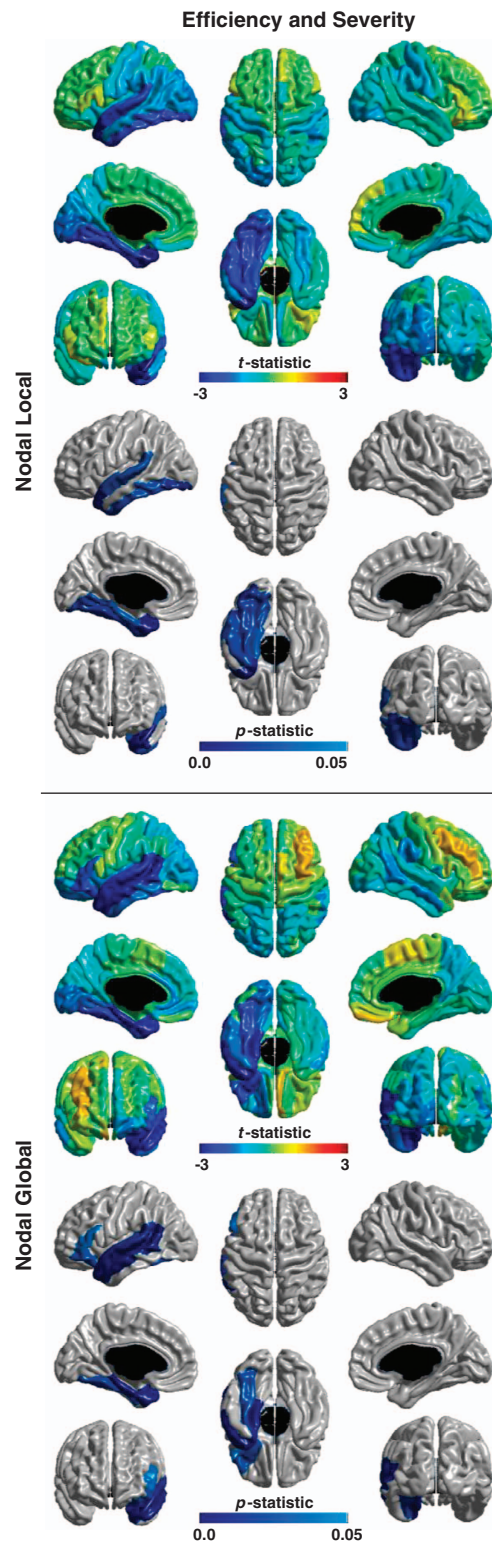 Efficiency and Severity
Nodal Local
t-statistic
-3 3
p-statistic
0.0 0.05
Nodal Global
t-statistic
-3 3
p-statistic
0.0 0.05